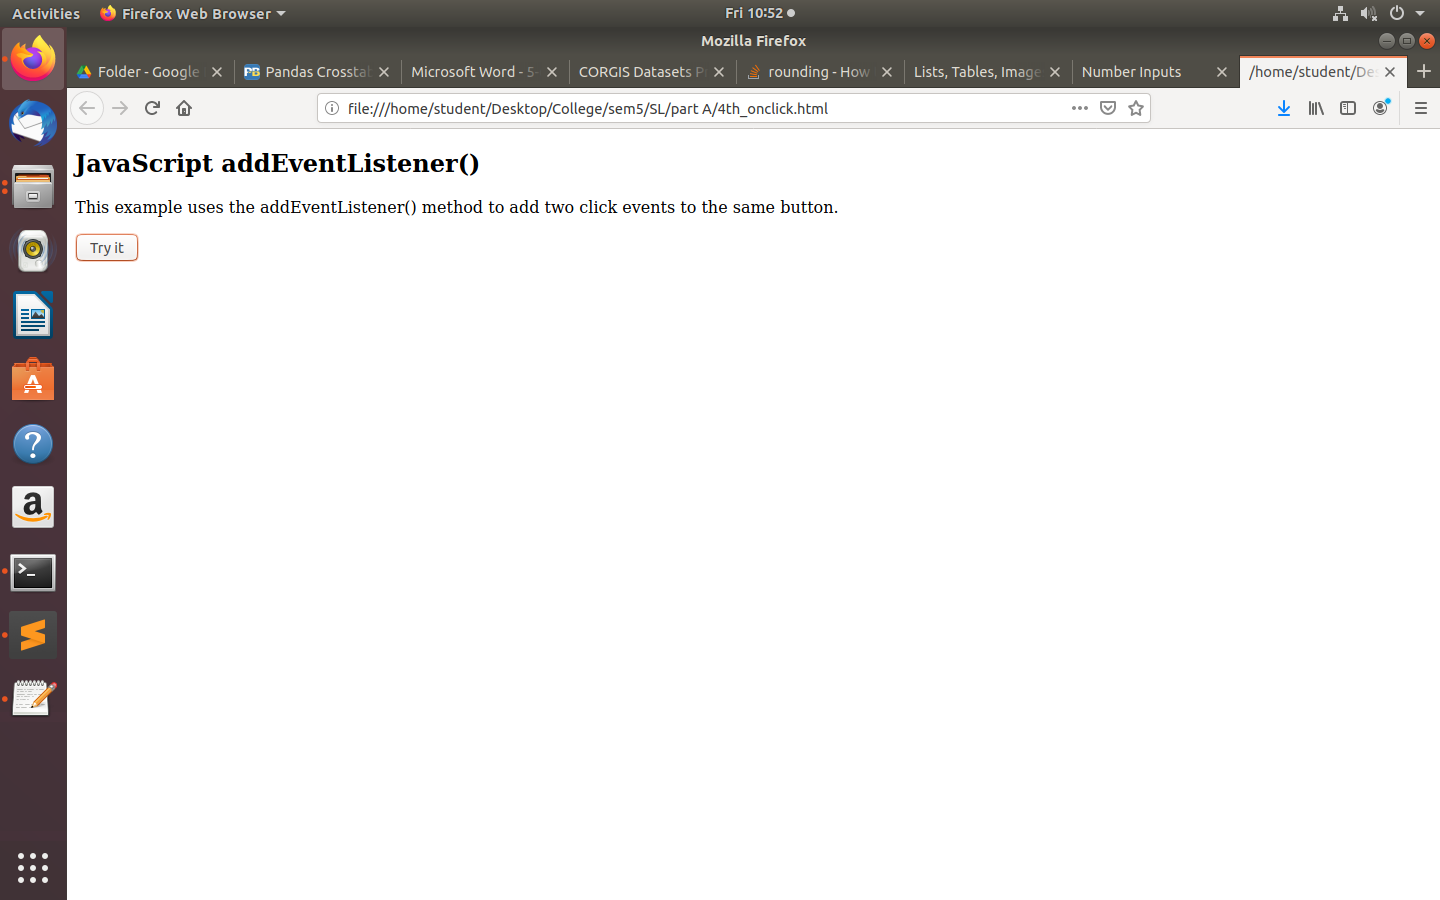 Activities Firefox Web Browser Fri 10:52
Mozilla Firefox
Folder - Google Pandas Crosstab Microsoft Word - 5- CORGIS Datasets P rounding - How Lists, Tables, Image Number Inputs /home/student/Des
file:///home/student/Desktop/College/sem5/SL/part A/4th_onclick.html
JavaScript addEventListener()
This example uses the addEventListener() method to add two click events to the same button.
Try it